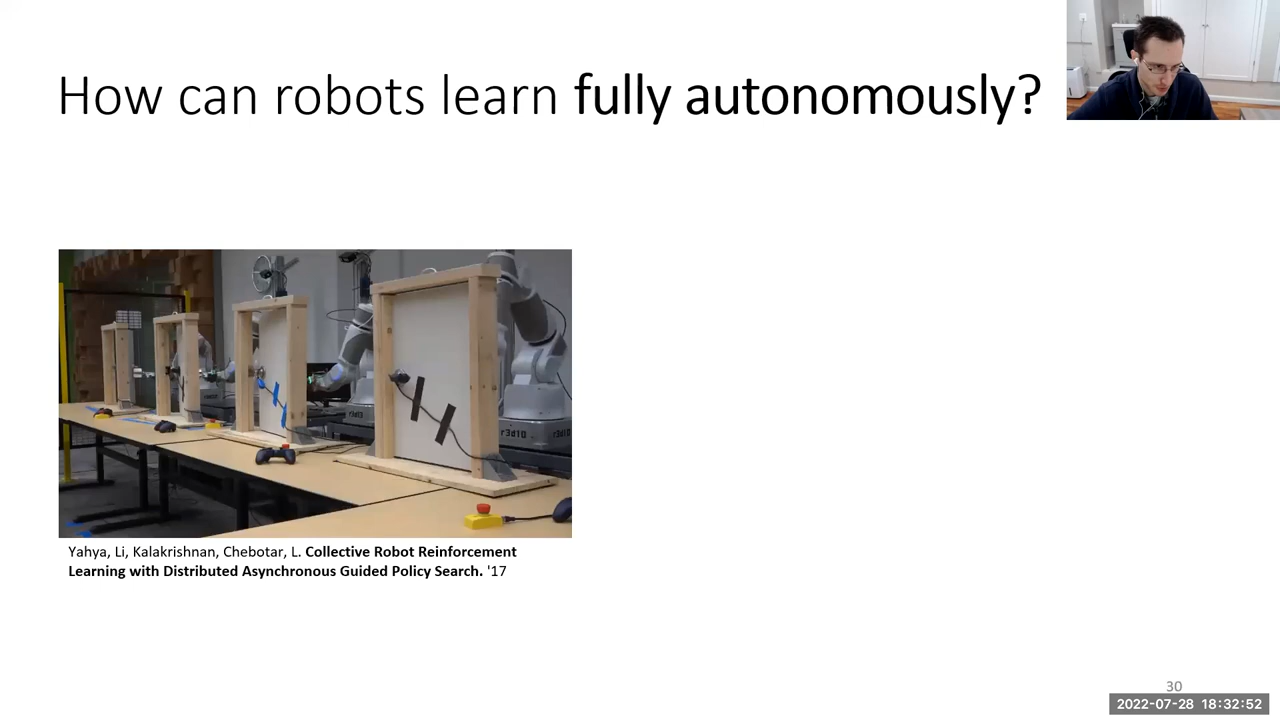 How can robots learn fully autonomously?
Yahya, Li, Kalakrishnan, Chebotar, L. Collective Robot Reinforcement
Learning with Distributed Asynchronous Guided Policy Search. '17
30
2022-07-28 18:32:52